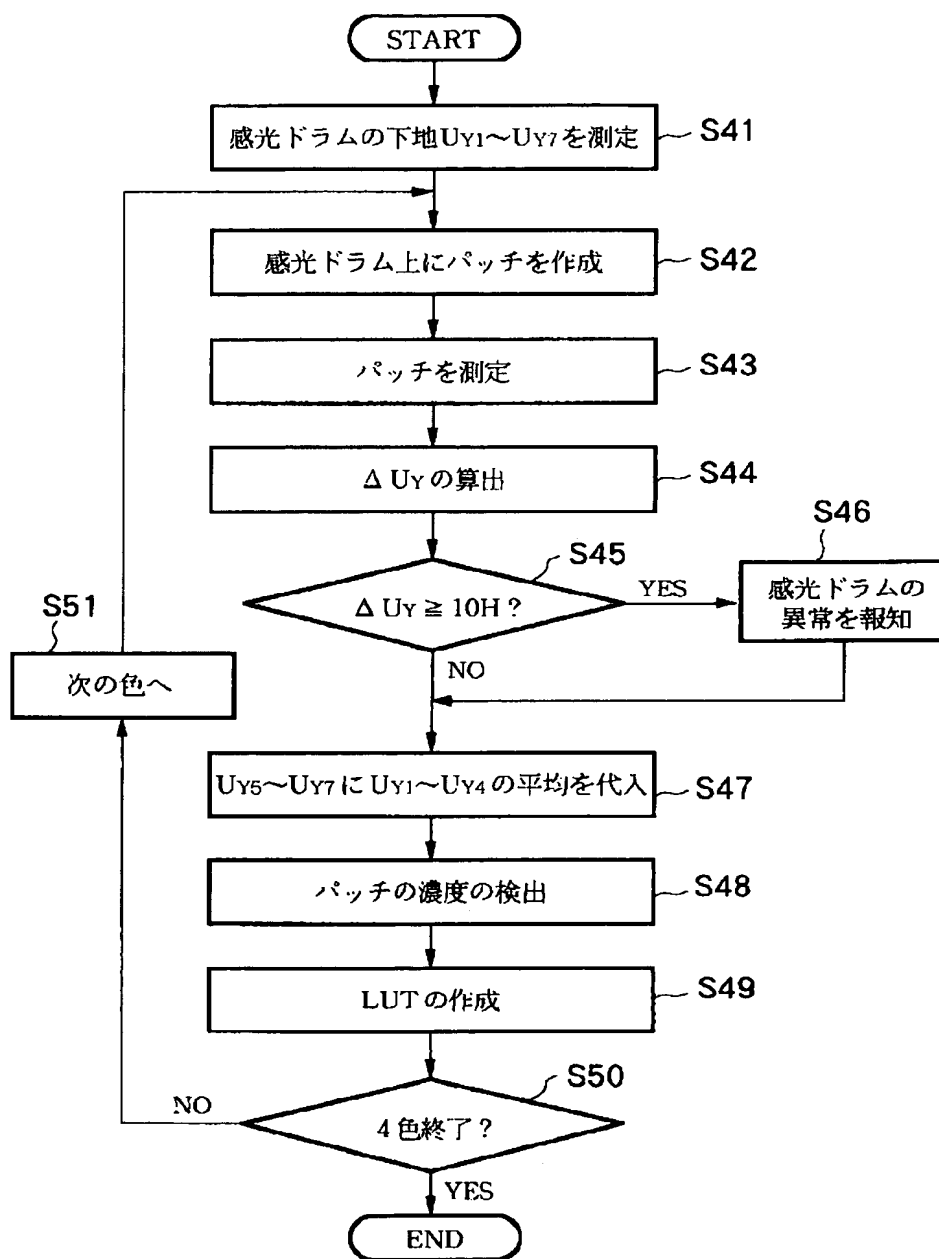 START
感光ドラムの下地UY1～UY7を測定
S41
感光ドラム上にパッチを作成
S42
パッチを測定
S43
Δ UYの算出
S44
S45
Δ UY ≧ 10H ?
YES
S46
感光ドラムの
異常を報知
NO
S51
次の色へ
UY5～UY7にUY1～UY4の平均を代入
S47
パッチの濃度の検出
S48
LUTの作成
S49
S50
4色終了?
NO
YES
END